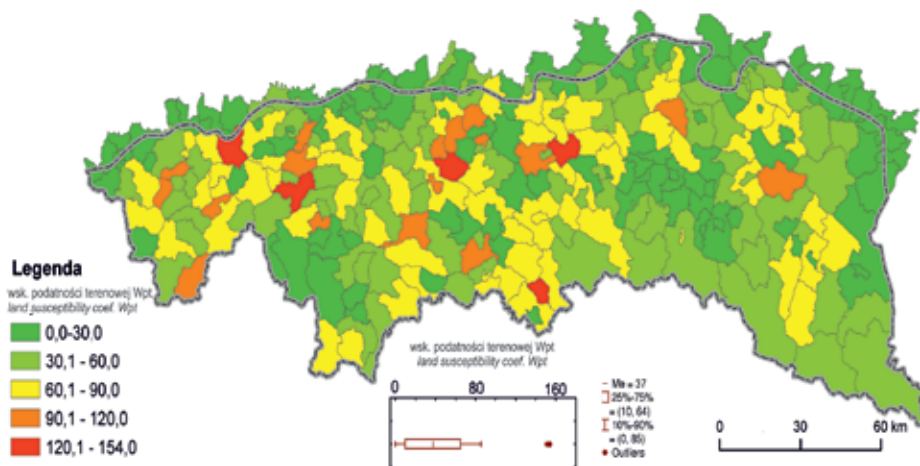 Legenda
wsk. podatności terenowej Wpt
land susceptibility coef. Wpt
0,0-30,0
30,1 - 60,0
60,1 - 90,0
90,1 - 120,0
120,1 - 154,0
wsk. podatności terenowej Wpt
land susceptibility coef. Wpt
0 80 160
Me = 37
25%-75%
= (10, 64)
10%-90%
= (0, 85)
Outliers
0 30 60 km